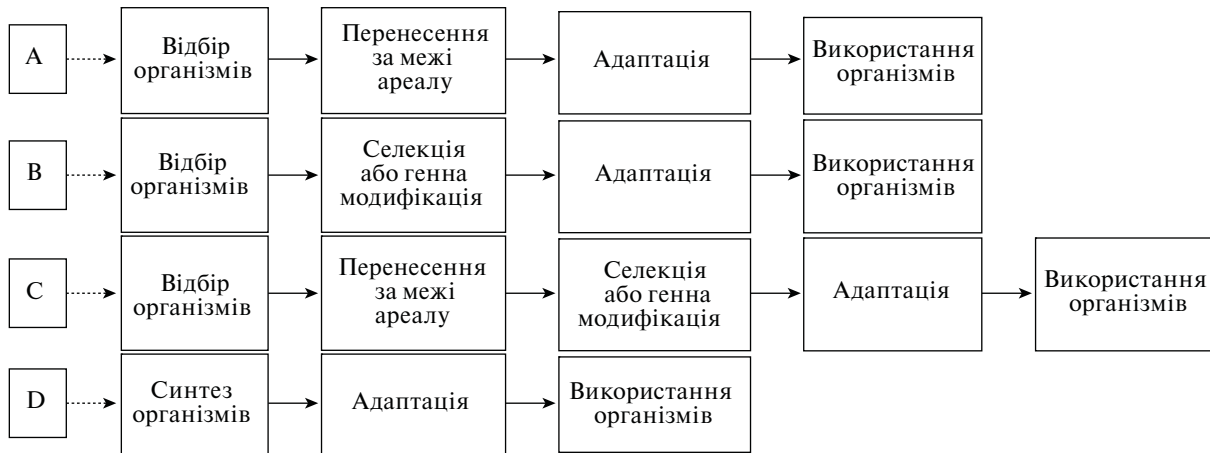 A
Відбір
організмів
Перенесення
за межі
ареалу
Адаптація
Використання
організмів
B
Відбір
організмів
Селекція
або генна
модифікація
Адаптація
Використання
організмів
C
Відбір
організмів
Перенесення
за межі
ареалу
Селекція
або генна
модифікація
Адаптація
Використання
організмів
D
Синтез
організмів
Адаптація
Використання
організмів